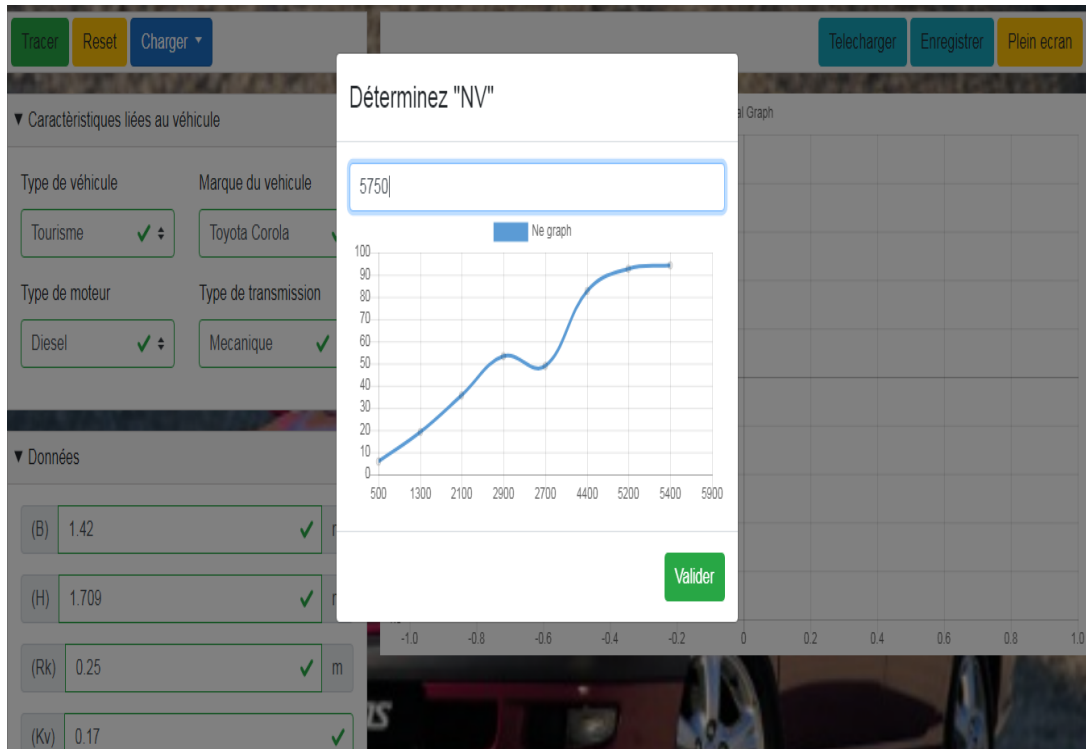 Tracer Reset Charger
Telecharger Enregistrer Plein ecran
Déterminez "NV"
5750
Ne graph
100
90
80
70
60
50
40
30
20
10
0
500 1300 2100 2900 2700 4400 5200 5400 5900
Valider
Caractèristiques liées au véhicule
Type de véhicule Marque du vehicule
Tourisme Toyota Corola
Type de moteur Type de transmission
Diesel Mecanique
Données
(B) 1.42
(H) 1.709
(Rk) 0.25 m
(Kv) 0.17
al Graph
-1.0 -0.8 -0.6 -0.4 -0.2 0 0.2 0.4 0.6 0.8 1.0